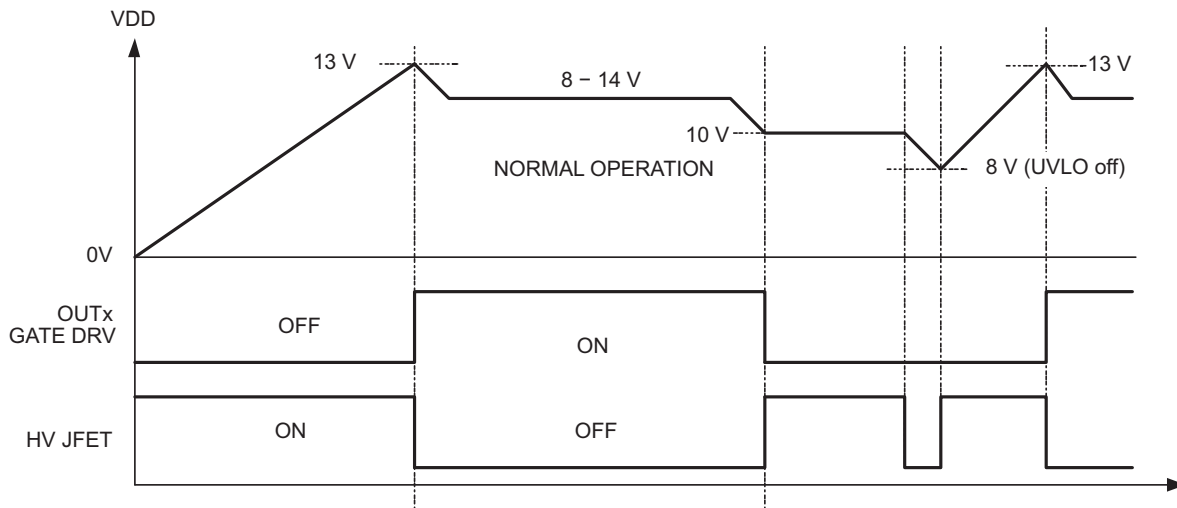 VDD
13 V
8 – 14 V
13 V
10 V
NORMAL OPERATION
8 V (UVLO off)
0V
OUTx
GATE DRV
OFF
ON
HV JFET
ON
OFF